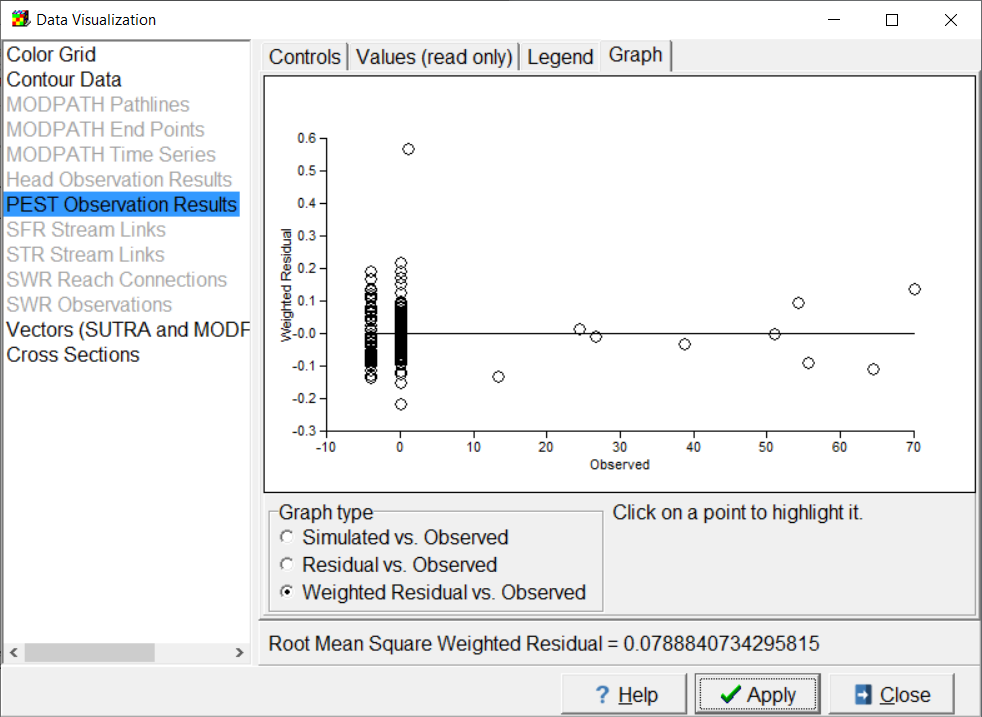 Data Visualization
Color Grid
Contour Data
MODPATH Pathlines
MODPATH End Points
MODPATH Time Series
Head Observation Results
PEST Observation Results
SFR Stream Links
STR Stream Links
SWR Reach Connections
SWR Observations
Vectors (SUTRA and MODF
Cross Sections
Controls Values (read only) Legend Graph
0.6
0.5
0.4
0.3
0.2
0.1
-0.0
-0.1
-0.2
-0.3
Weighted Residual
-10 0 10 20 30 40 50 60 70
Observed
Graph type
Simulated vs. Observed
Residual vs. Observed
Weighted Residual vs. Observed
Click on a point to highlight it.
Root Mean Square Weighted Residual = 0.0788840734295815
? Help Apply Close